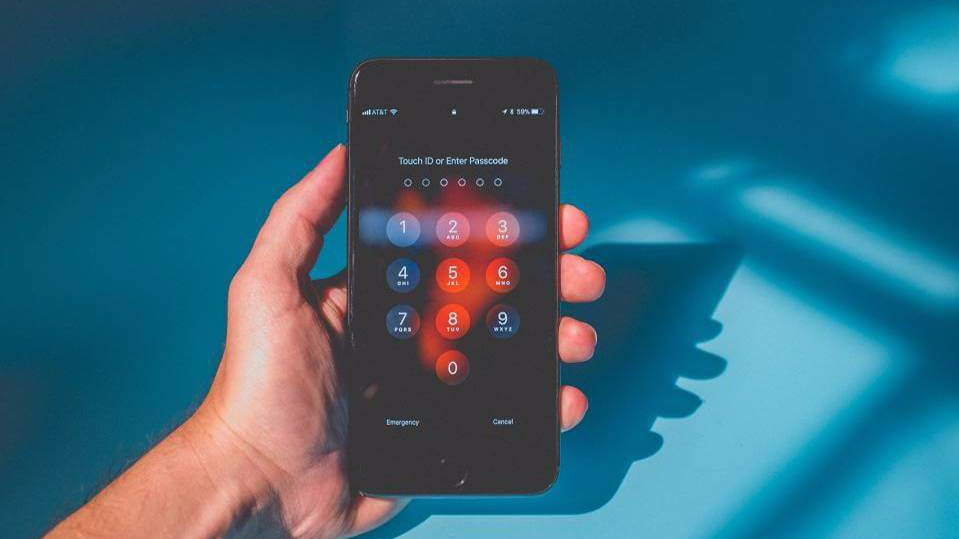 AT&T 59%
Touch ID or Enter Passcode
1 2 3
ABC DEF
4 5 6
GHI JKL MNO
7 8 9
PQRS TUV WXYZ
0
Emergency Cancel